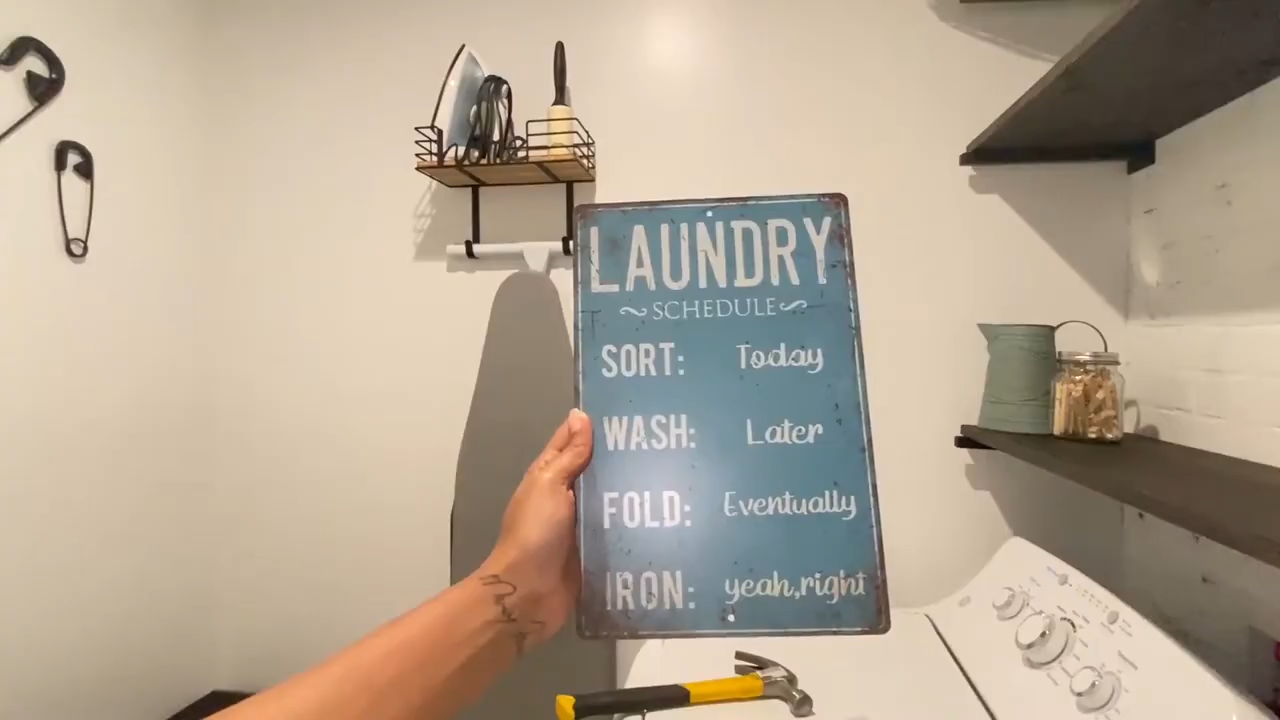 LAUNDRY
SCHEDULE
SORT: Today
WASH: Later
FOLD: Eventually
IRON: yeah,right